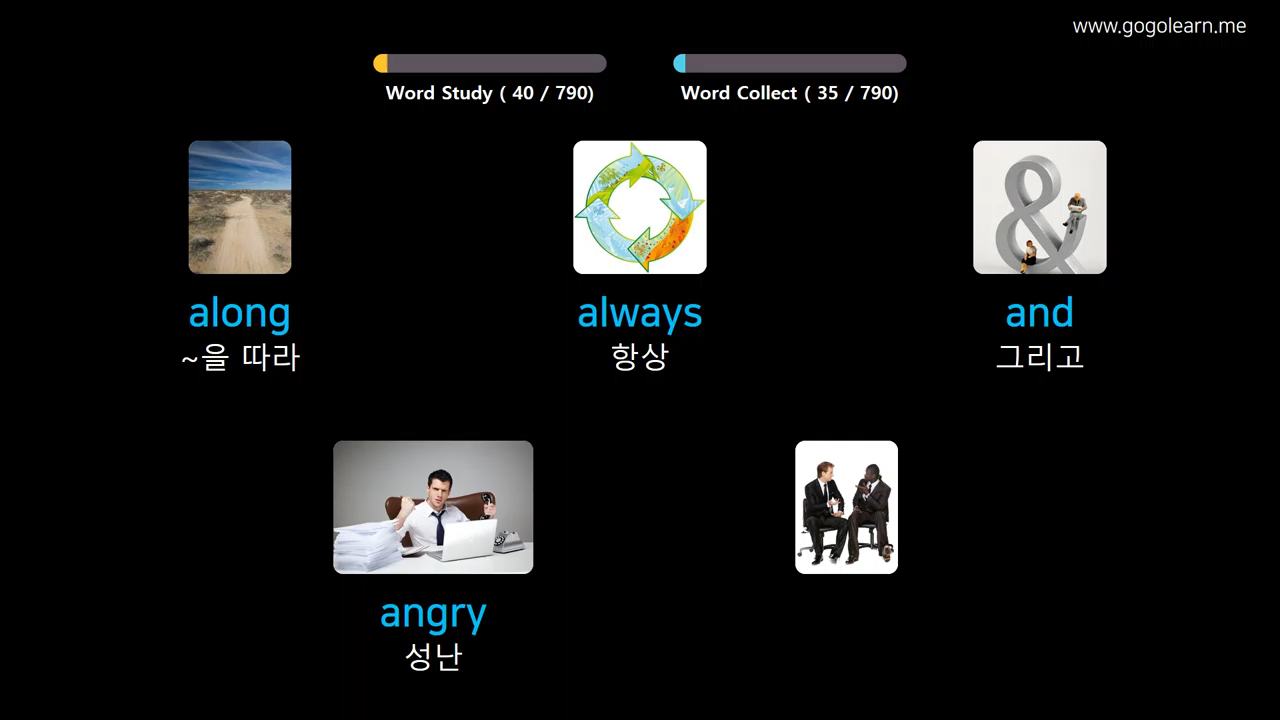 www.gogolearn.me
Word Study ( 40 / 790)
Word Collect ( 35 / 790)
along
~을 따라
always
항상
&
and
그리고
angry
성난